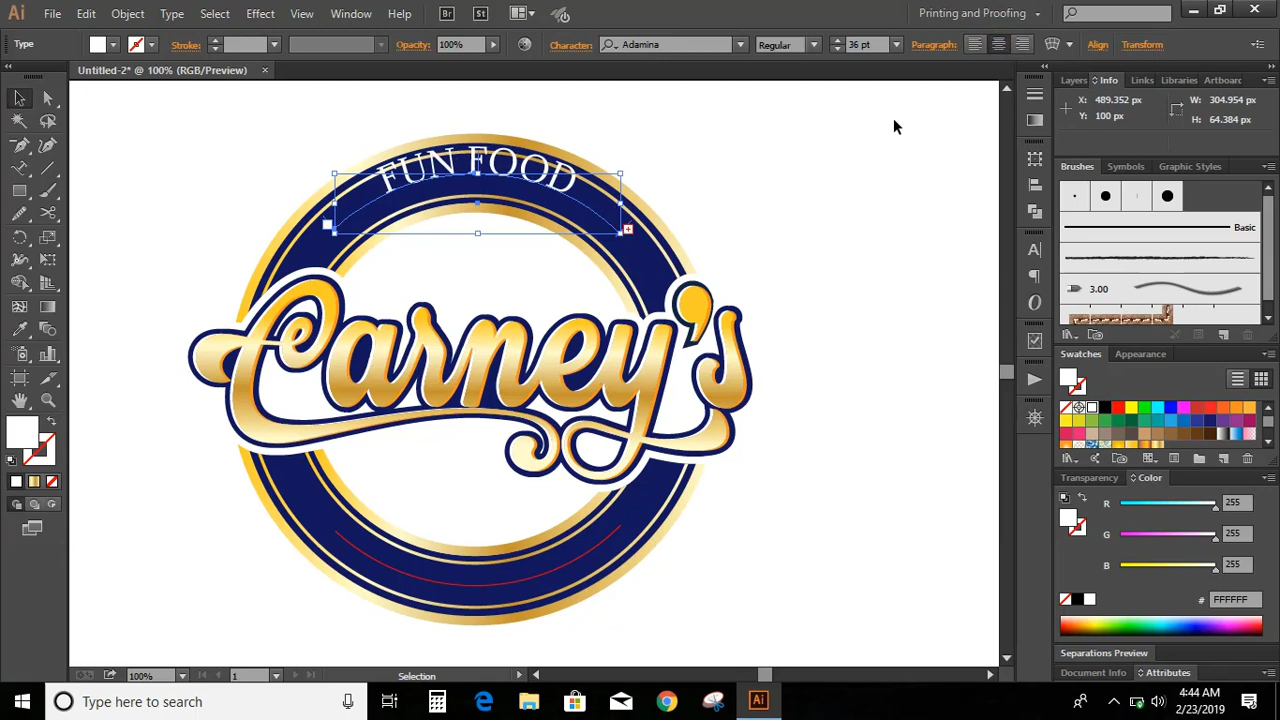 Ai File Edit Object Type Select Effect View Window Help Br St Printing and Proofing
Type Stroke: Opacity: 100% Character: Adamina Regular 36 pt Paragraph: Align Transform
Untitled-2* @ 100% (RGB/Preview) ×
Layers Info Links Libraries Artboard
X: 489.352 px W: 304.954 px
Y: 100 px H: 64.384 px
Brushes Symbols Graphic Styles
Basic
3.00
Swatches Appearance
Transparency Color
R 255
G 255
B 255
# FFFFFF
Separations Preview
Document Info Attributes
FUN FOOD
Carney's
100% 1 Selection
Type here to search
Ai
4:44 AM
2/23/2019